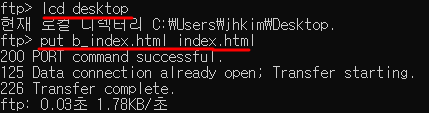 ftp> lcd desktop
현재 로컬 디렉터리 C:₩Users₩jhkim₩Desktop.
ftp> put b_index.html index.html
200 PORT command successful.
125 Data connection already open; Transfer starting.
226 Transfer complete.
ftp: 0.03초 1.78KB/초